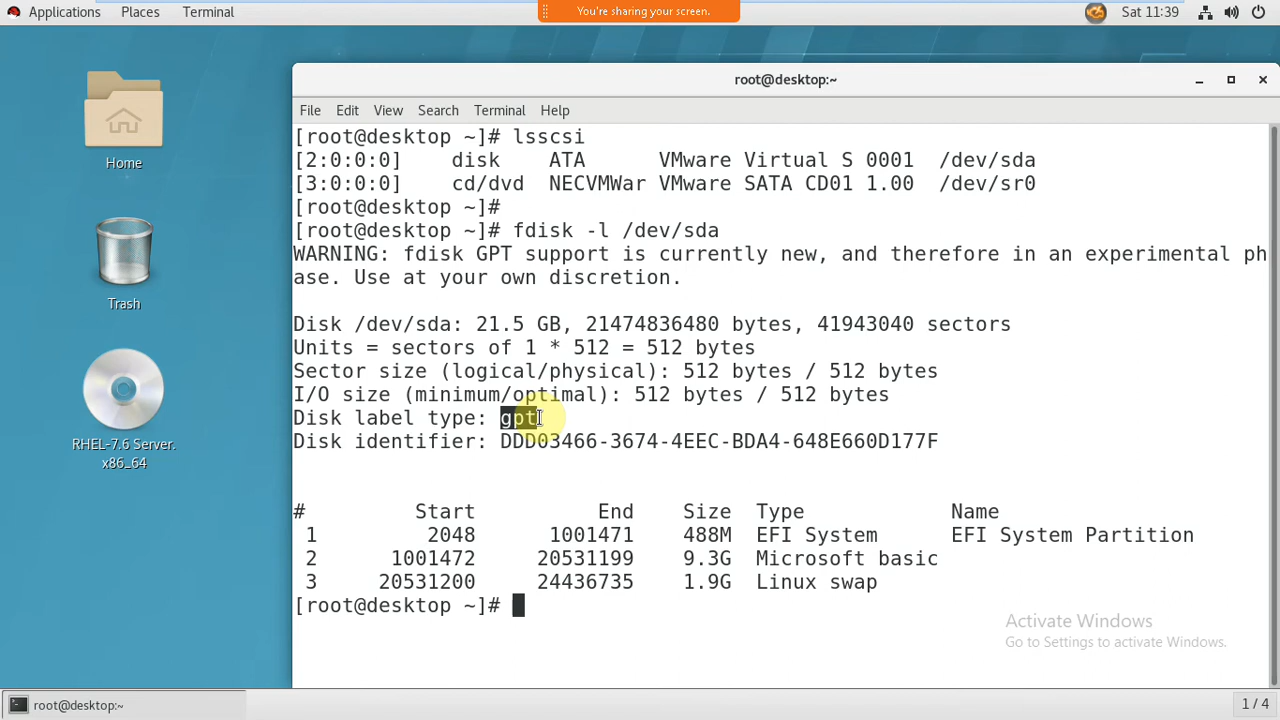 Applications Places Terminal
You're sharing your screen.
Sat 11:39
root@desktop:~
File Edit View Search Terminal Help
[root@desktop ~]# lsscsi
[2:0:0:0] disk ATA VMware Virtual S 0001 /dev/sda
[3:0:0:0] cd/dvd NECVMWar VMware SATA CD01 1.00 /dev/sr0
[root@desktop ~]#
[root@desktop ~]# fdisk -l /dev/sda
WARNING: fdisk GPT support is currently new, and therefore in an experimental ph
ase. Use at your own discretion.
Disk /dev/sda: 21.5 GB, 21474836480 bytes, 41943040 sectors
Units = sectors of 1 * 512 = 512 bytes
Sector size (logical/physical): 512 bytes / 512 bytes
I/O size (minimum/optimal): 512 bytes / 512 bytes
Disk label type: gpt
Disk identifier: DDD03466-3674-4EEC-BDA4-648E660D177F
# Start End Size Type Name
1 2048 1001471 488M EFI System EFI System Partition
2 1001472 20531199 9.3G Microsoft basic
3 20531200 24436735 1.9G Linux swap
[root@desktop ~]#
Home
Trash
RHEL-7.6 Server.
x86_64
Activate Windows
Go to Settings to activate Windows.
root@desktop:~
1 / 4